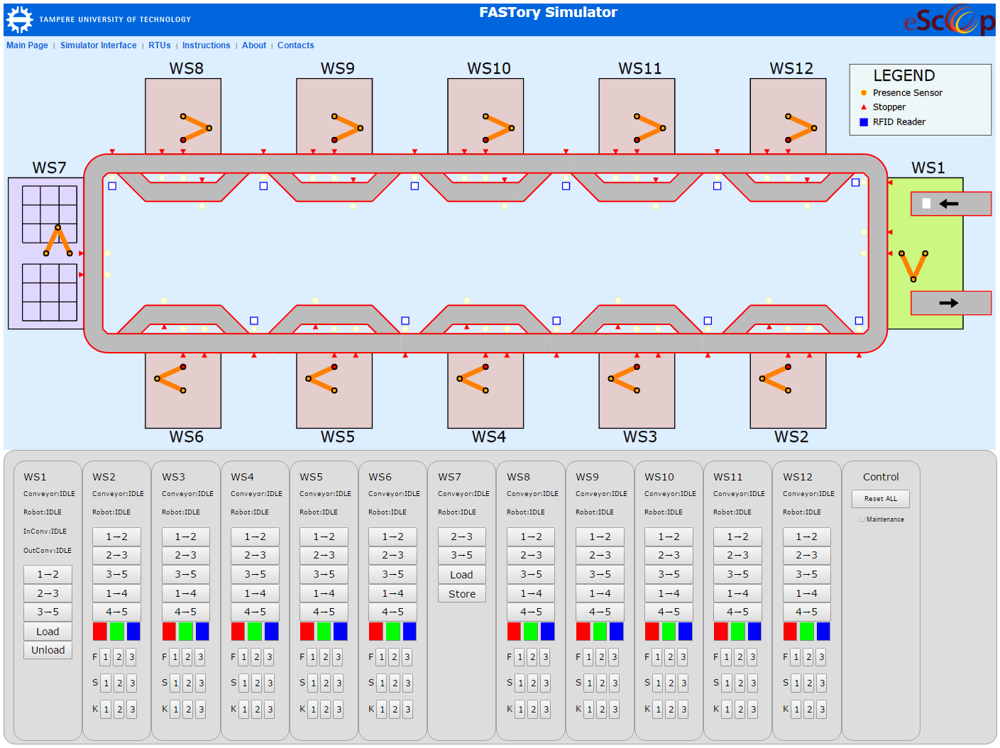 TAMPERE UNIVERSITY OF TECHNOLOGY
FASTory Simulator
eScop
Main Page | Simulator Interface | RTUs | Instructions | About | Contacts
WS8 WS9 WS10 WS11 WS12
LEGEND
Presence Sensor
Stopper
RFID Reader
WS7 WS1
WS6 WS5 WS4 WS3 WS2
WS1 WS2 WS3 WS4 WS5 WS6 WS7 WS8 WS9 WS10 WS11 WS12 Control
Conveyor:IDLE Conveyor:IDLE Conveyor:IDLE Conveyor:IDLE Conveyor:IDLE Conveyor:IDLE Conveyor:IDLE Conveyor:IDLE Conveyor:IDLE Conveyor:IDLE Conveyor:IDLE Conveyor:IDLE Reset ALL
Robot:IDLE Robot:IDLE Robot:IDLE Robot:IDLE Robot:IDLE Robot:IDLE Robot:IDLE Robot:IDLE Robot:IDLE Robot:IDLE Robot:IDLE Robot:IDLE Maintenance
InConv:IDLE 1→2 1→2 1→2 1→2 1→2 2→3 1→2 1→2 1→2 1→2 1→2
OutConv:IDLE 2→3 2→3 2→3 2→3 2→3 3→5 2→3 2→3 2→3 2→3 2→3
1→2 3→5 3→5 3→5 3→5 3→5 Load 3→5 3→5 3→5 3→5 3→5
2→3 1→4 1→4 1→4 1→4 1→4 Store 1→4 1→4 1→4 1→4 1→4
3→5 4→5 4→5 4→5 4→5 4→5 4→5 4→5 4→5 4→5 4→5
Load
Unload F 1 2 3 F 1 2 3 F 1 2 3 F 1 2 3 F 1 2 3 F 1 2 3 F 1 2 3 F 1 2 3 F 1 2 3 F 1 2 3
S 1 2 3 S 1 2 3 S 1 2 3 S 1 2 3 S 1 2 3 S 1 2 3 S 1 2 3 S 1 2 3 S 1 2 3 S 1 2 3
K 1 2 3 K 1 2 3 K 1 2 3 K 1 2 3 K 1 2 3 K 1 2 3 K 1 2 3 K 1 2 3 K 1 2 3 K 1 2 3